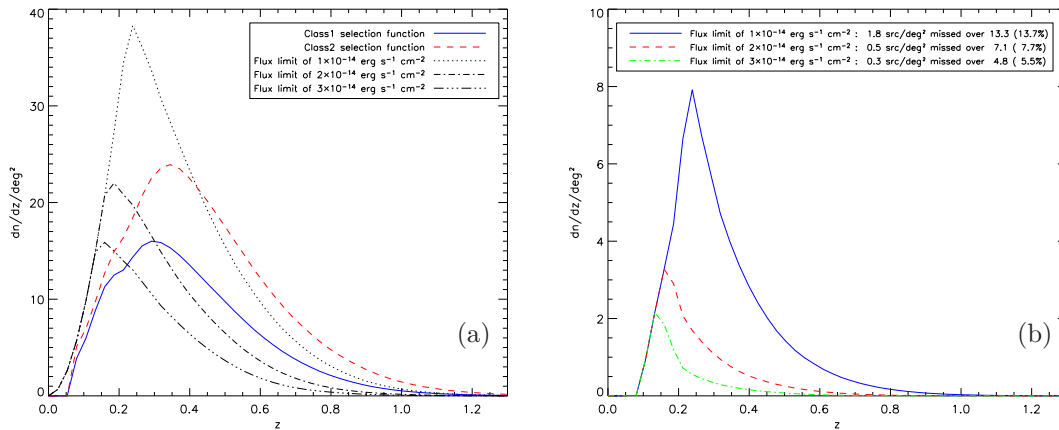 Class1 selection function
Class2 selection function
Flux limit of 1×10⁻¹⁴ erg s⁻¹ cm⁻²
Flux limit of 2×10⁻¹⁴ erg s⁻¹ cm⁻²
Flux limit of 3×10⁻¹⁴ erg s⁻¹ cm⁻²
40
30
20
10
0
dn/dz/deg²
0.0 0.2 0.4 0.6 0.8 1.0 1.2
z
(a)
Flux limit of 1×10⁻¹⁴ erg s⁻¹ cm⁻² : 1.8 src/deg² missed over 13.3 (13.7%)
Flux limit of 2×10⁻¹⁴ erg s⁻¹ cm⁻² : 0.5 src/deg² missed over 7.1 ( 7.7%)
Flux limit of 3×10⁻¹⁴ erg s⁻¹ cm⁻² : 0.3 src/deg² missed over 4.8 ( 5.5%)
10
8
6
4
2
0
dn/dz/deg²
0.0 0.2 0.4 0.6 0.8 1.0 1.2
z
(b)